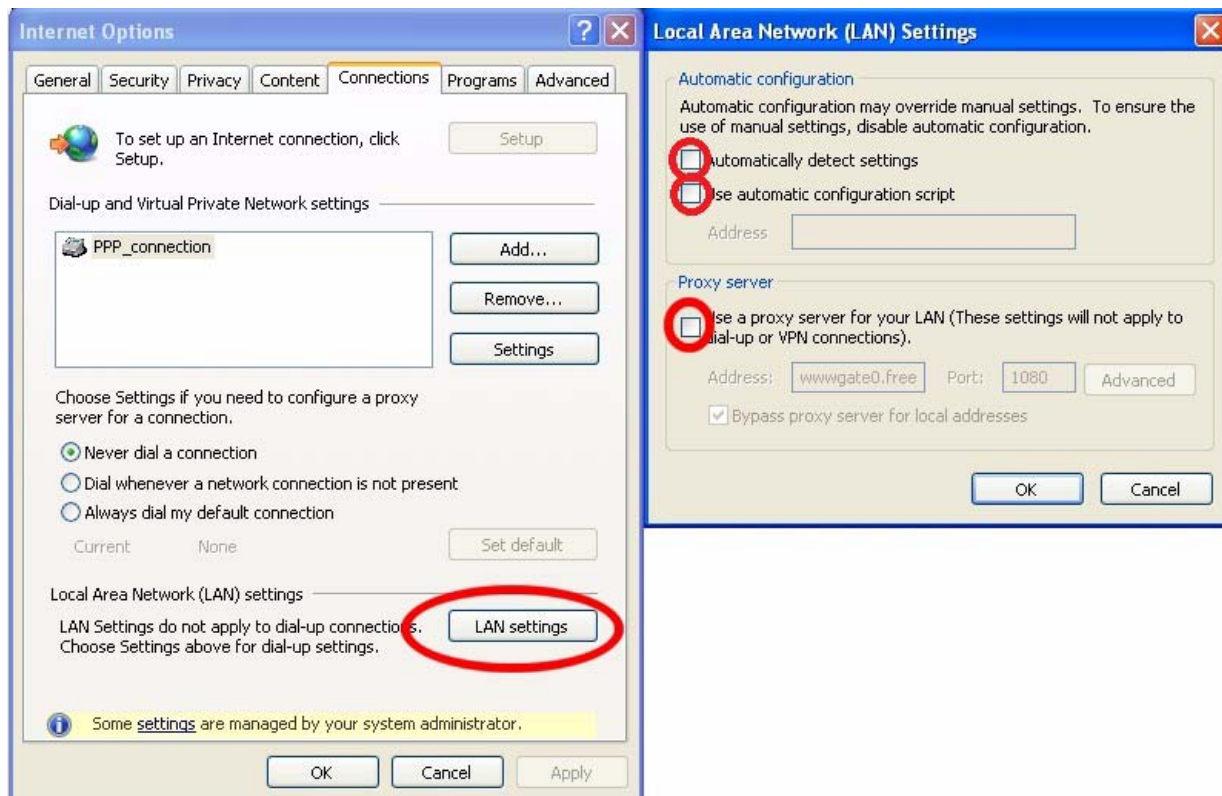 Internet Options
General Security Privacy Content Connections Programs Advanced
To set up an Internet connection, click
Setup.
Setup
Dial-up and Virtual Private Network settings
PPP_connection
Add...
Remove...
Settings
Choose Settings if you need to configure a proxy
server for a connection.
Never dial a connection
Dial whenever a network connection is not present
Always dial my default connection
Current None
Set default
Local Area Network (LAN) settings
LAN Settings do not apply to dial-up connections.
Choose Settings above for dial-up settings.
LAN settings
Some settings are managed by your system administrator.
OK Cancel Apply
Local Area Network (LAN) Settings
Automatic configuration
Automatic configuration may override manual settings. To ensure the
use of manual settings, disable automatic configuration.
Automatically detect settings
Use automatic configuration script
Address
Proxy server
Use a proxy server for your LAN (These settings will not apply to
dial-up or VPN connections).
Address: wwwgate0.free Port: 1080 Advanced
Bypass proxy server for local addresses
OK Cancel